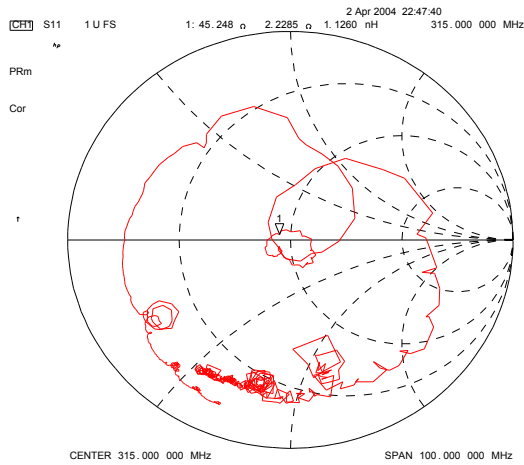 2 Apr 2004 22:47:40
CH1 S11 1 U FS 1: 45.248 Ω 2.2285 Ω 1.1260 nH 315.000 000 MHz
hp
PRm
Cor
1
CENTER 315.000 000 MHz SPAN 100.000 000 MHz